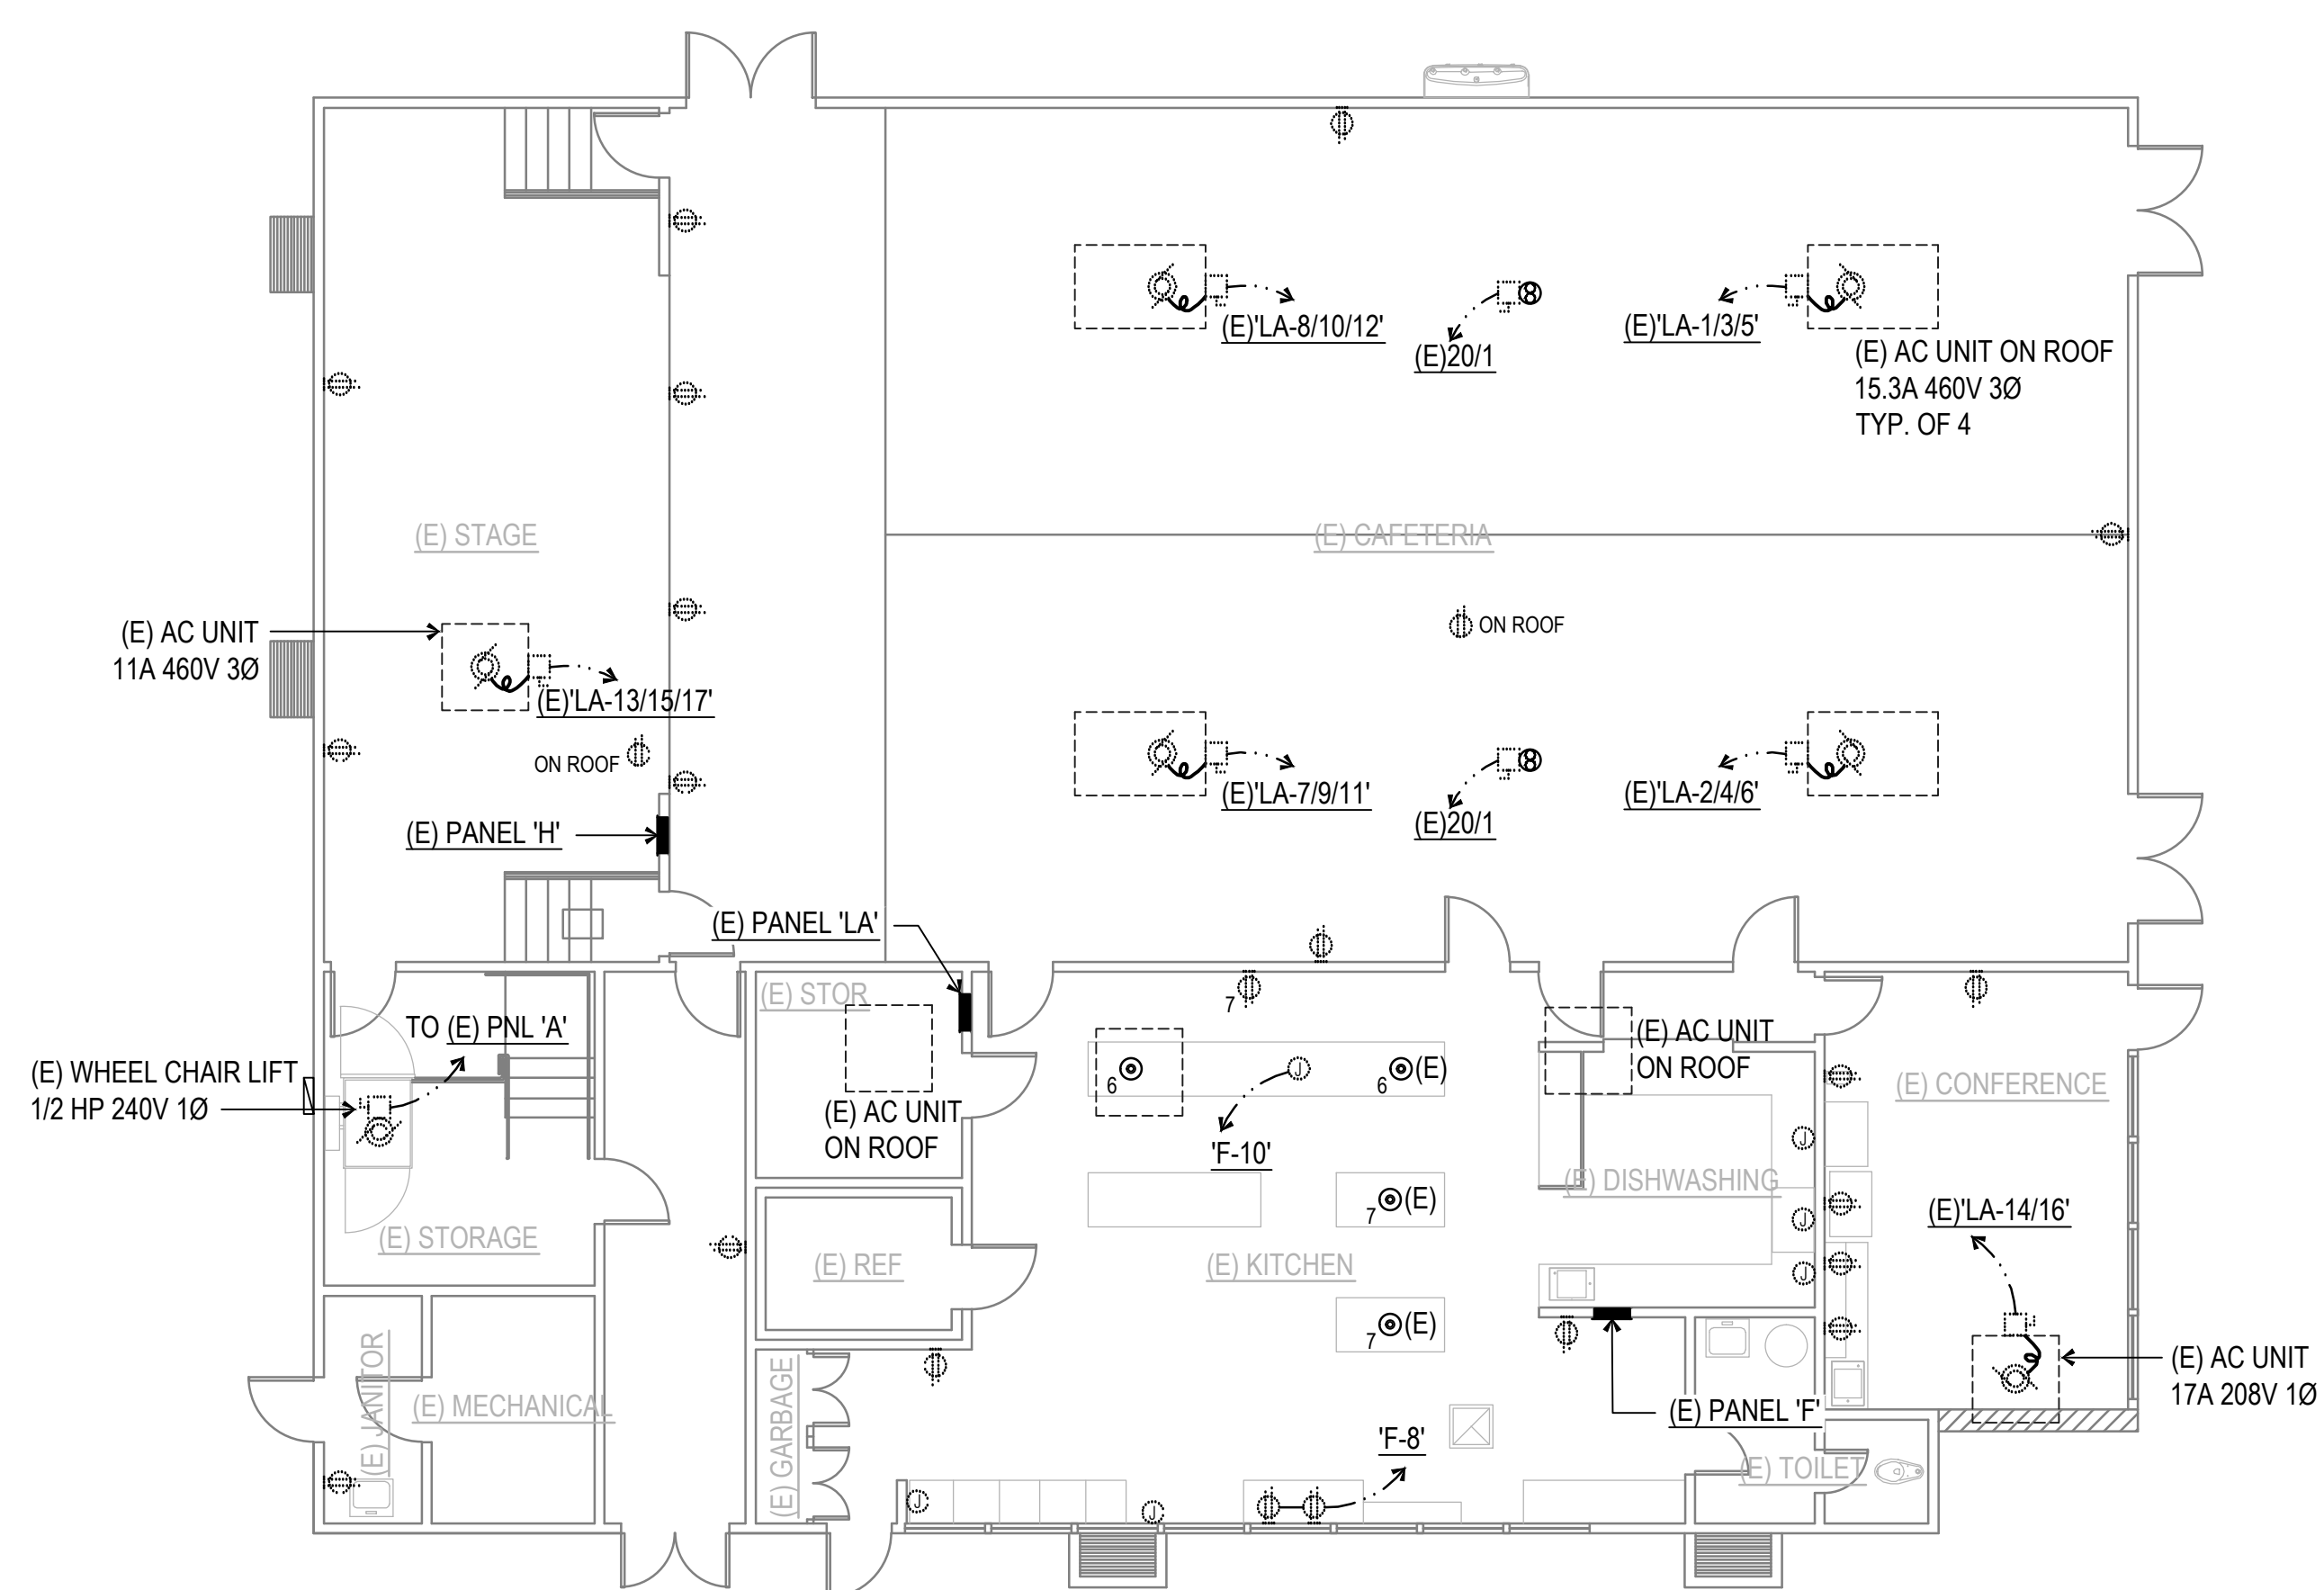 (E)'LA-8/10/12'
(E)20/1
(E)'LA-1/3/5'
(E) AC UNIT ON ROOF
15.3A 460V 3Ø
TYP. OF 4
(E) STAGE
(E) CAFETERIA
(E) AC UNIT
11A 460V 3Ø
ON ROOF
(E)'LA-13/15/17'
ON ROOF
(E)'LA-7/9/11'
(E)20/1
(E)'LA-2/4/6'
(E) PANEL 'H'
(E) PANEL 'LA'
(E) STOR
7
TO (E) PNL 'A'
(E) AC UNIT
ON ROOF
(E) WHEEL CHAIR LIFT
1/2 HP 240V 1Ø
6
J
6
(E)
(E) CONFERENCE
(E) AC UNIT
ON ROOF
'F-10'
J
(E) DISHWASHING
7
(E)
J
(E)'LA-14/16'
(E) STORAGE
(E) REF
(E) KITCHEN
J
7
(E)
(E) JANITOR
(E) MECHANICAL
(E) GARBAGE
(E) PANEL 'F'
(E) AC UNIT
17A 208V 1Ø
'F-8'
(E) TOILET
J
J